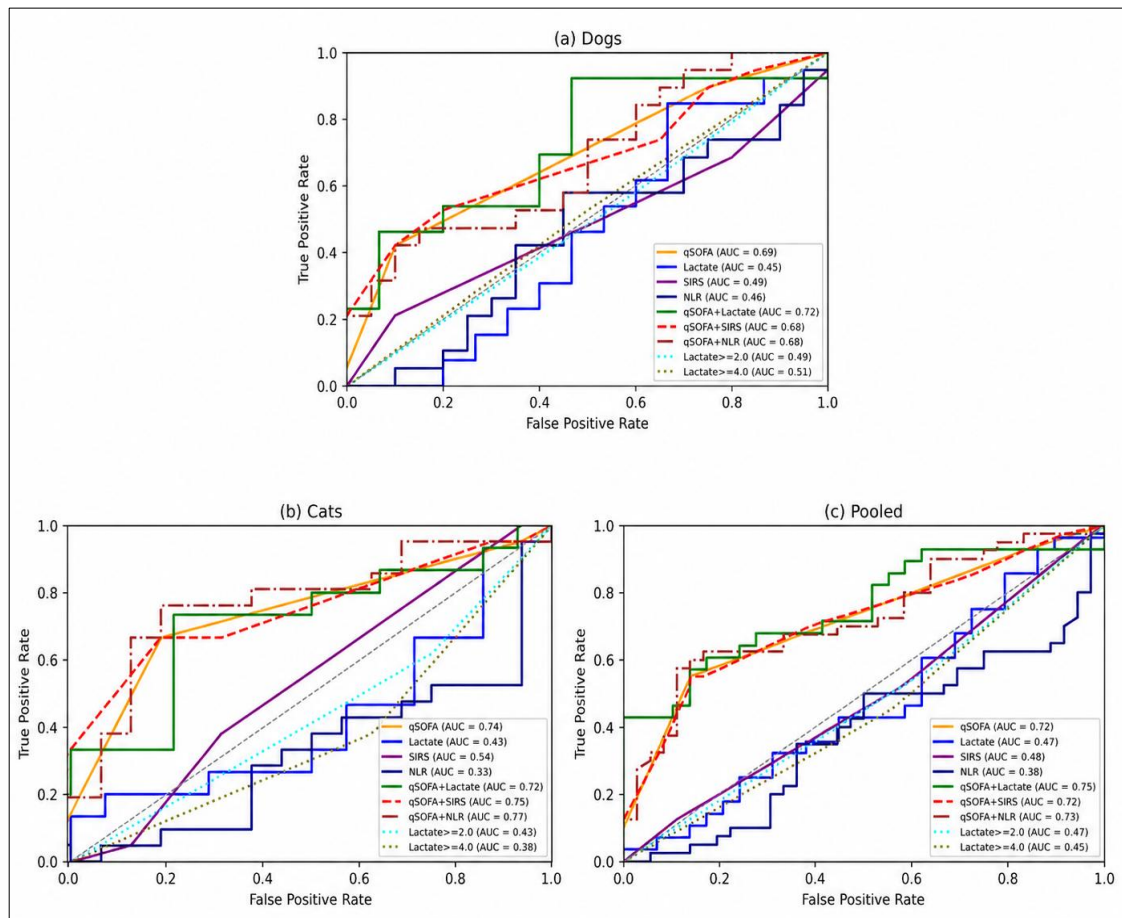 (a) Dogs
1.0
0.8
0.6
0.4
0.2
0.0
True Positive Rate
qSOFA (AUC = 0.69)
Lactate (AUC = 0.45)
SIRS (AUC = 0.49)
NLR (AUC = 0.46)
qSOFA+Lactate (AUC = 0.72)
qSOFA+SIRS (AUC = 0.68)
qSOFA+NLR (AUC = 0.68)
Lactate>=2.0 (AUC = 0.49)
Lactate>=4.0 (AUC = 0.51)
0.0 0.2 0.4 0.6 0.8 1.0
False Positive Rate
(b) Cats
1.0
0.8
0.6
0.4
0.2
0.0
True Positive Rate
qSOFA (AUC = 0.74)
Lactate (AUC = 0.43)
SIRS (AUC = 0.54)
NLR (AUC = 0.33)
qSOFA+Lactate (AUC = 0.72)
qSOFA+SIRS (AUC = 0.75)
qSOFA+NLR (AUC = 0.77)
Lactate>=2.0 (AUC = 0.43)
Lactate>=4.0 (AUC = 0.38)
0.0 0.2 0.4 0.6 0.8 1.0
False Positive Rate
(c) Pooled
1.0
0.8
0.6
0.4
0.2
0.0
True Positive Rate
qSOFA (AUC = 0.72)
Lactate (AUC = 0.47)
SIRS (AUC = 0.48)
NLR (AUC = 0.38)
qSOFA+Lactate (AUC = 0.75)
qSOFA+SIRS (AUC = 0.72)
qSOFA+NLR (AUC = 0.73)
Lactate>=2.0 (AUC = 0.47)
Lactate>=4.0 (AUC = 0.45)
0.0 0.2 0.4 0.6 0.8 1.0
False Positive Rate